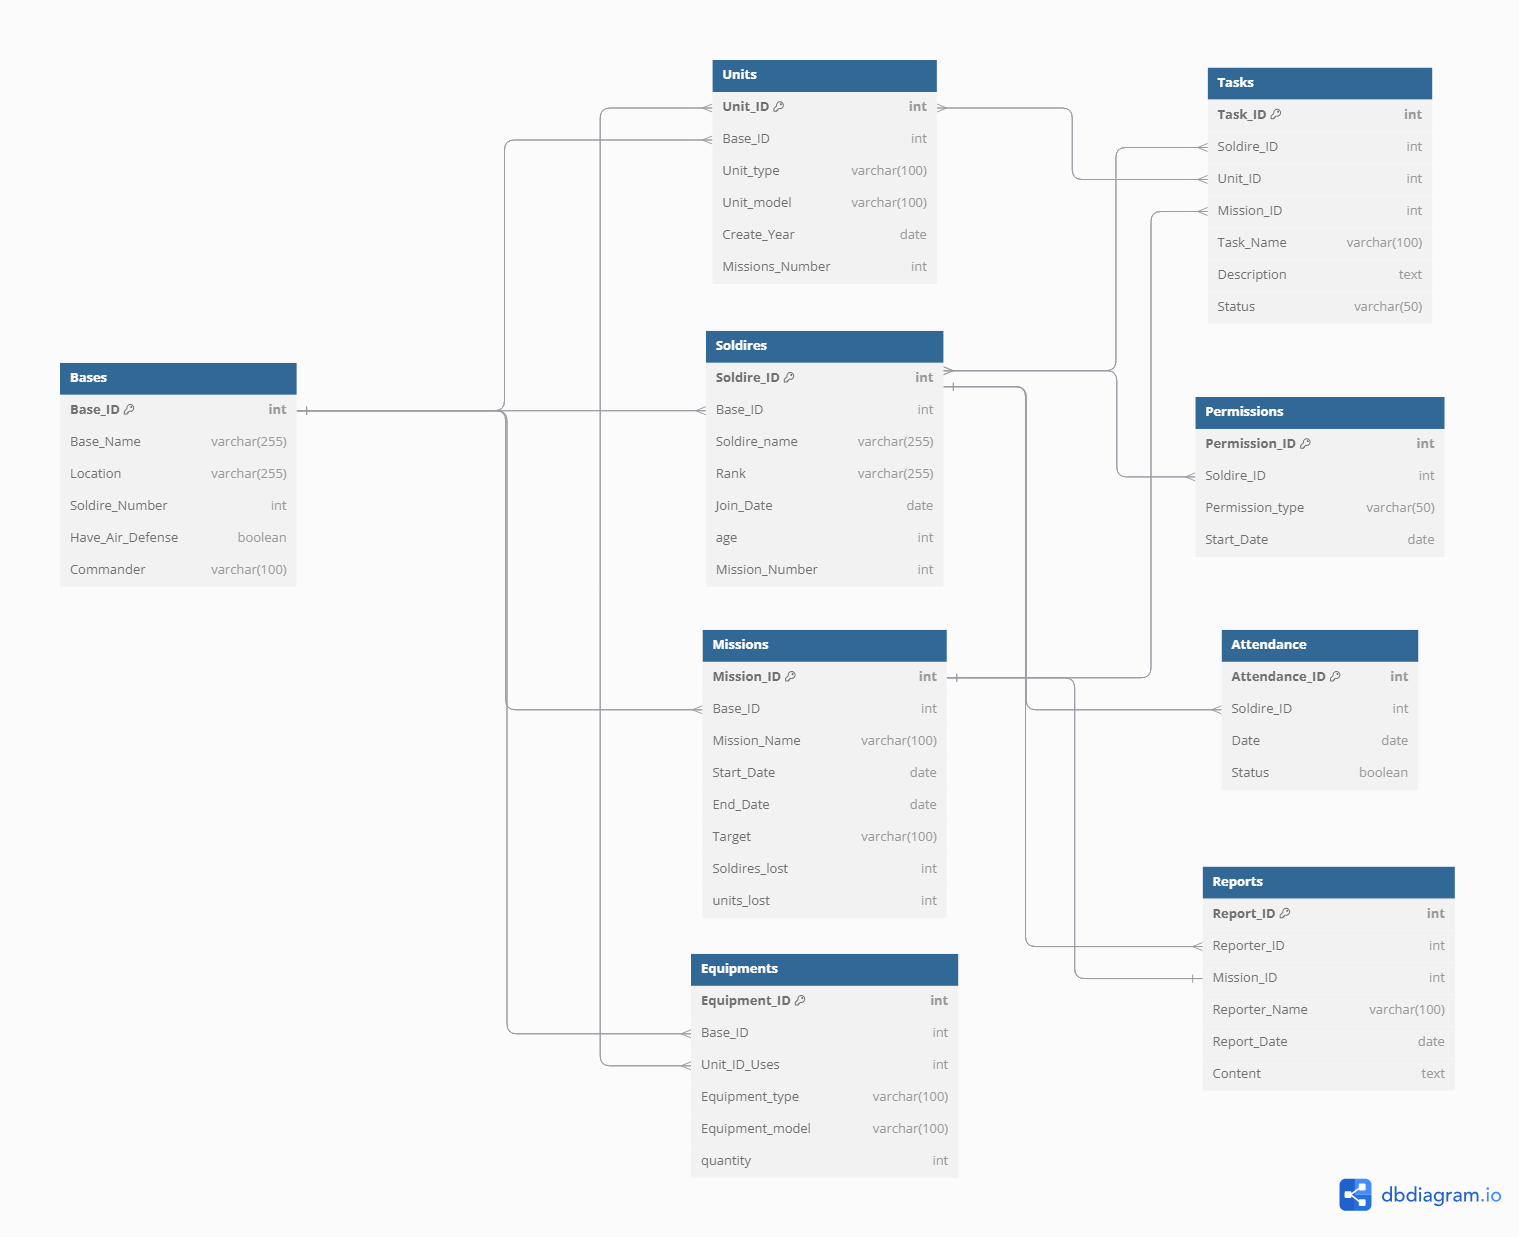 Units
Unit_ID int
Base_ID int
Unit_type varchar(100)
Unit_model varchar(100)
Create_Year date
Missions_Number int
Tasks
Task_ID int
Soldire_ID int
Unit_ID int
Mission_ID int
Task_Name varchar(100)
Description text
Status varchar(50)
Bases
Base_ID int
Base_Name varchar(255)
Location varchar(255)
Soldire_Number int
Have_Air_Defense boolean
Commander varchar(100)
Soldires
Soldire_ID int
Base_ID int
Soldire_name varchar(255)
Rank varchar(255)
Join_Date date
age int
Mission_Number int
Permissions
Permission_ID int
Soldire_ID int
Permission_type varchar(50)
Start_Date date
Missions
Mission_ID int
Base_ID int
Mission_Name varchar(100)
Start_Date date
End_Date date
Target varchar(100)
Soldires_lost int
units_lost int
Attendance
Attendance_ID int
Soldire_ID int
Date date
Status boolean
Equipments
Equipment_ID int
Base_ID int
Unit_ID_Uses int
Equipment_type varchar(100)
Equipment_model varchar(100)
quantity int
Reports
Report_ID int
Reporter_ID int
Mission_ID int
Reporter_Name varchar(100)
Report_Date date
Content text
dbdiagram.io